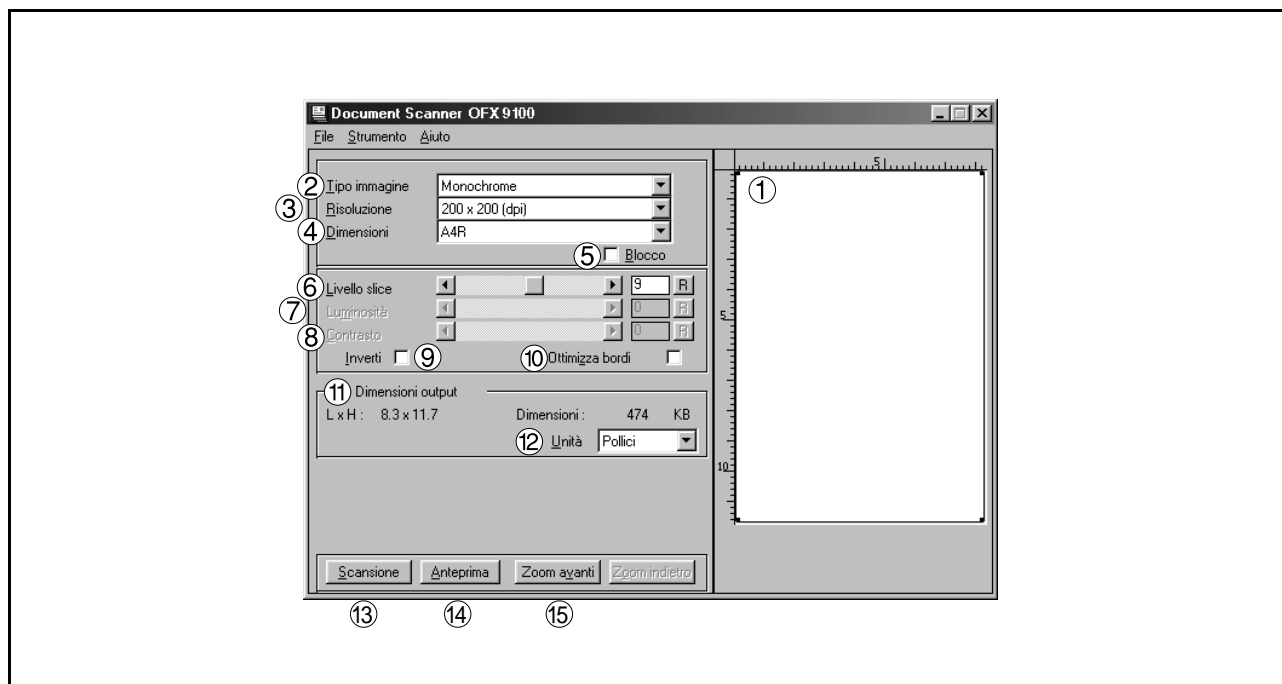 Document Scanner OFX 9100
File Strumento Aiuto
② Tipo immagine Monochrome
③ Risoluzione 200 x 200 (dpi)
④ Dimensioni A4R
⑤ Blocco
⑥ Livello slice 9 R
⑦ Luminosità 0 R
⑧ Contrasto 0 R
Inverti ⑨ ⑩ Ottimizza bordi
⑪ Dimensioni output
L x H : 8.3 x 11.7 Dimensioni : 474 KB
⑫ Unità Pollici
Scansione Anteprima Zoom avanti Zoom indietro
⑬ ⑭ ⑮
5
①
5
10